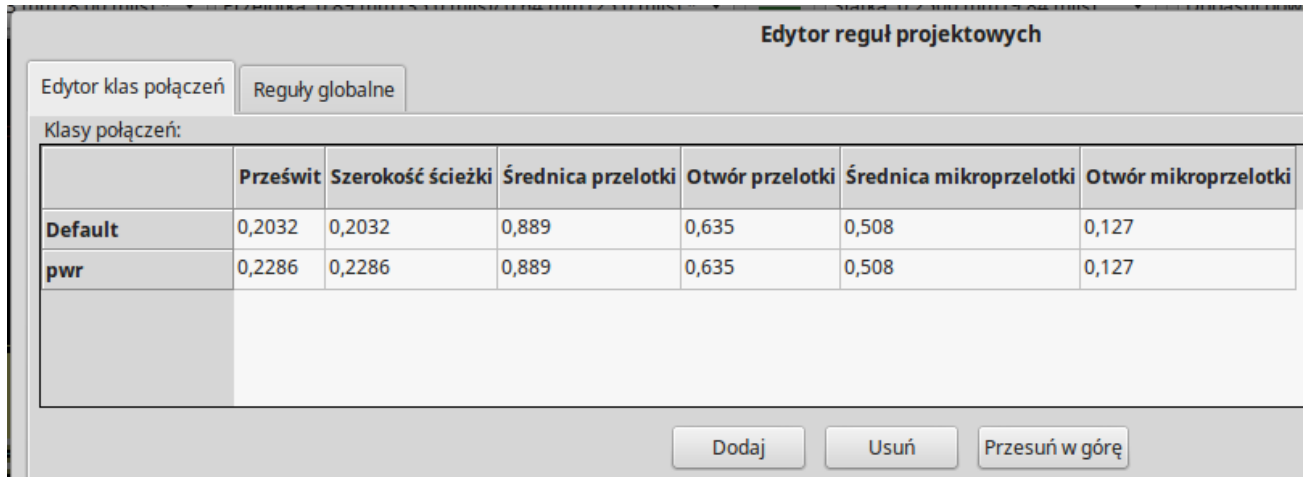 Edytor reguł projektowych
Edytor klas połączeń Reguły globalne
Klasy połączeń:
Prześwit Szerokość ścieżki Średnica przelotki Otwór przelotki Średnica mikroprzelotki Otwór mikroprzelotki
Default 0,2032 0,2032 0,889 0,635 0,508 0,127
pwr 0,2286 0,2286 0,889 0,635 0,508 0,127
Dodaj Usuń Przesuń w górę